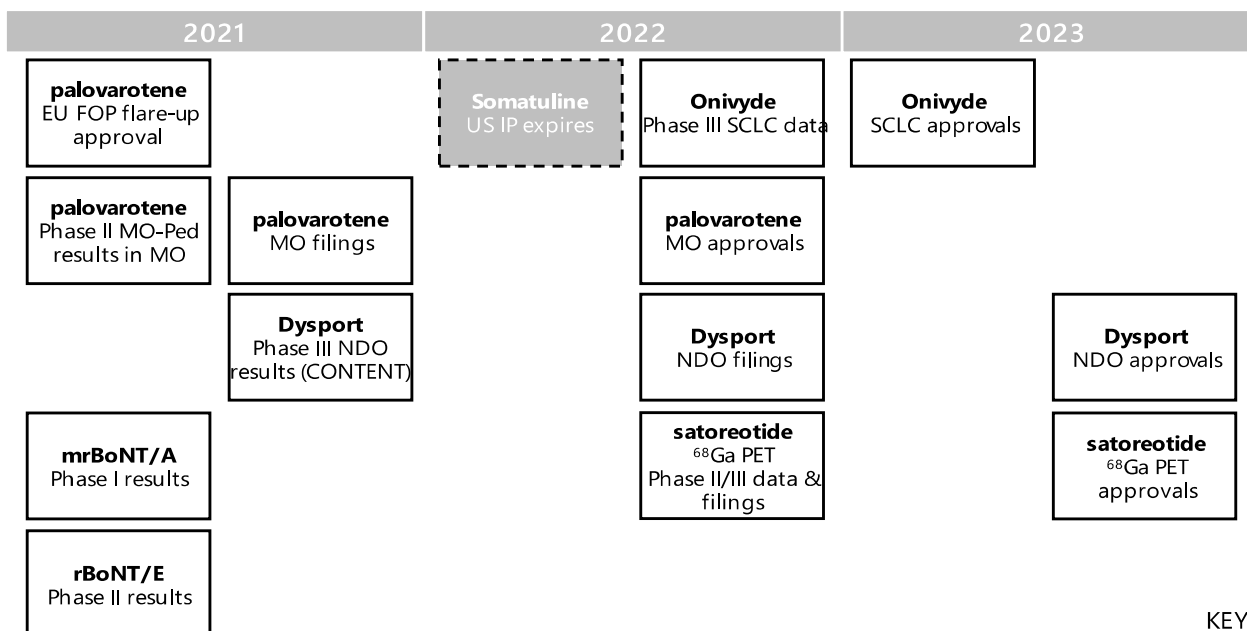 2021
2022
2023
palovarotene
EU FOP flare-up
approval
Somatuline
US IP expires
Onivyde
Phase III SCLC data
Onivyde
SCLC approvals
palovarotene
Phase II MO-Ped
results in MO
palovarotene
MO filings
palovarotene
MO approvals
Dysport
Phase III NDO
results (CONTENT)
Dysport
NDO filings
Dysport
NDO approvals
mrBoNT/A
Phase I results
satoreotide
⁶⁸Ga PET
Phase II/III data &
filings
satoreotide
⁶⁸Ga PET
approvals
rBoNT/E
Phase II results
KEY